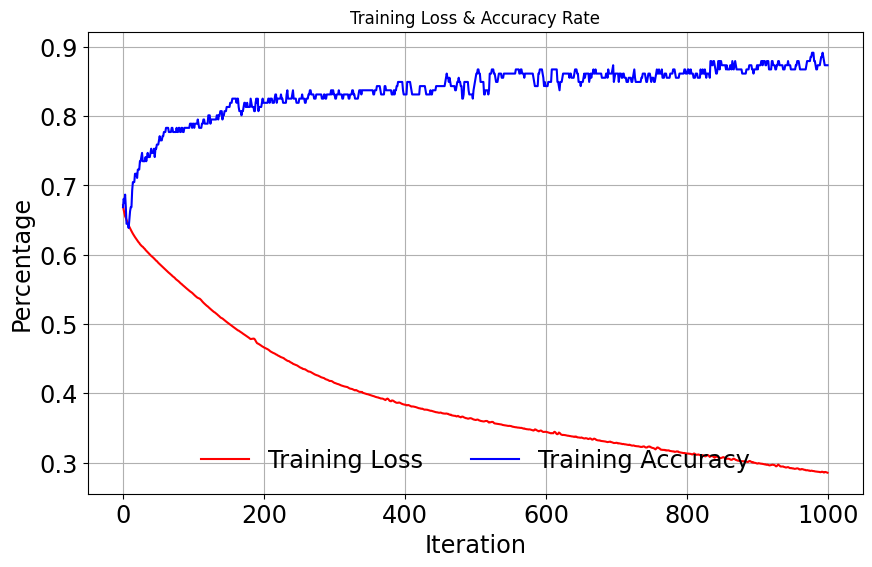 Training Loss & Accuracy Rate
Percentage
0.9
0.8
0.7
0.6
0.5
0.4
0.3
Training Loss Training Accuracy
0 200 400 600 800 1000
Iteration